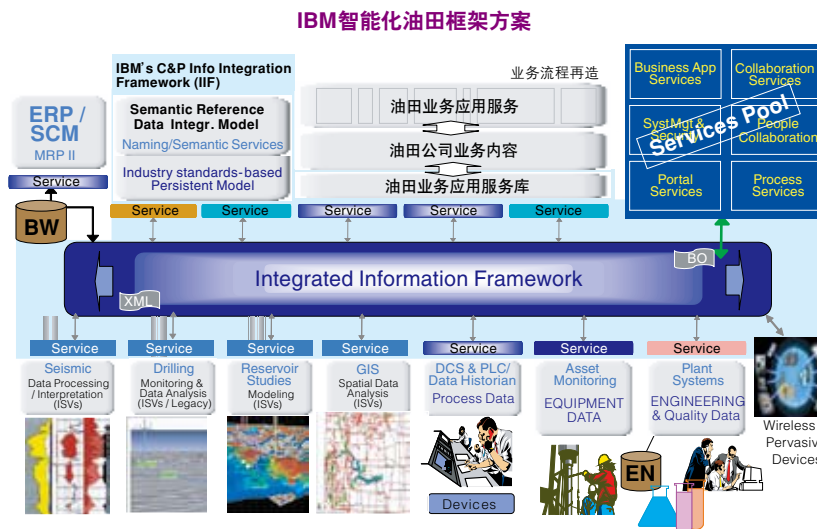 IBM智能化油田框架方案
IBM's C&P Info Integration
Framework (IIF)
业务流程再造
ERP /
SCM
MRP II
Service
BW
Semantic Reference
Data Integr. Model
Naming/Semantic Services
Industry standards-based
Persistent Model
油田业务应用服务
油田公司业务内容
油田业务应用服务库
Business App
Services
Collaboration
Services
SystMgt &
Security
People
Collaboration
Services Pool
Portal
Services
Process
Services
Service
Service
Service
Service
Service
Integrated Information Framework
BO
XML
Service
Service
Service
Service
Service
Service
Service
Seismic
Data Processing
/ Interpretation
(ISVs)
Drilling
Monitoring &
Data Analysis
(ISVs / Legacy)
Reservoir
Studies
Modeling
(ISVs)
GIS
Spatial Data
Analysis
(ISVs)
DCS & PLC/
Data Historian
Process Data
Asset
Monitoring
EQUIPMENT
DATA
Plant
Systems
ENGINEERING
& Quality Data
Wireless
Pervasiv
Devices
EN
Devices